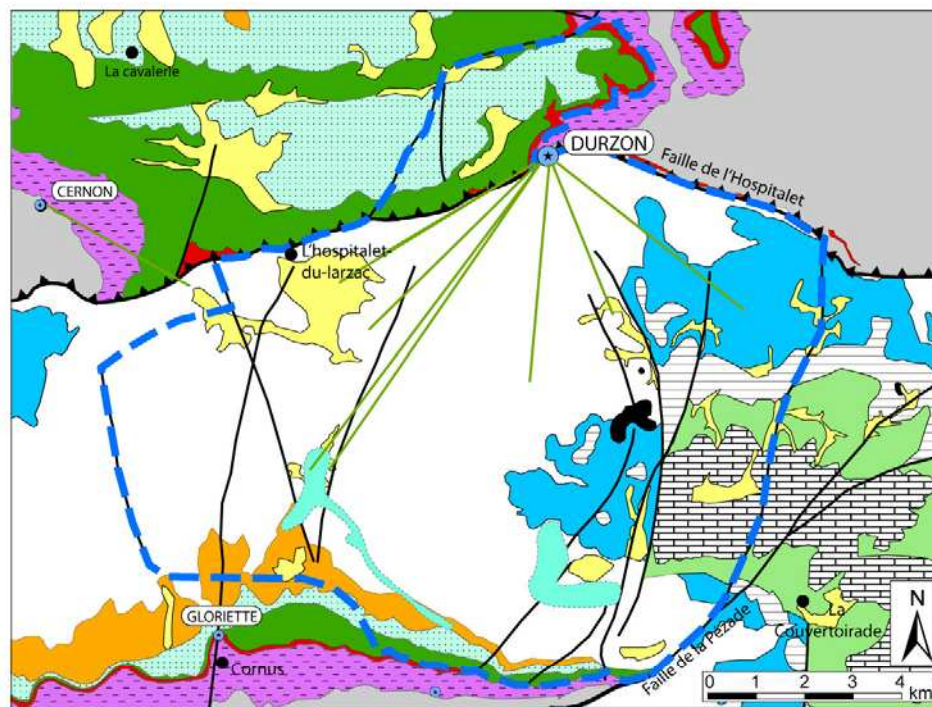 La cavalerie
DURZON
Faille de l'Hospitalet
CERNON
L'hospitalet-
du-larzac
GLORIETTE
Cornus
Faille de la Pezade
La
Couvertoirade
N
0 1 2 3 4
km